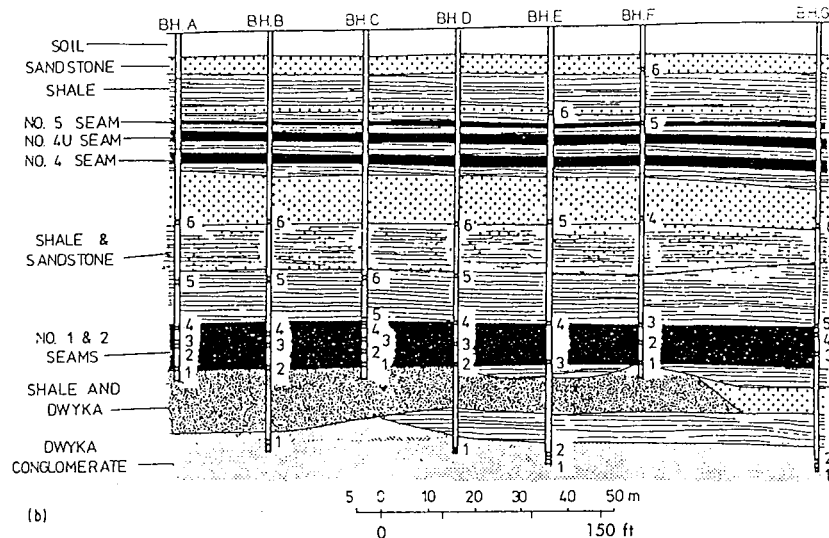 BH.A BH.B BH.C BH.D BH.E BH.F BH.G
SOIL
SANDSTONE
SHALE
NO. 5 SEAM
NO. 4U SEAM
NO. 4 SEAM
SHALE &
SANDSTONE
NO. 1 & 2
SEAMS
SHALE AND
DWYKA
DWYKA
CONGLOMERATE
6
6 5
6 6 6 5 4
5 5 6 5
5
4 4 4 4 4 3
3 3 3 3 4
2 2 2 2
1 2 1 2 3 1
1 1 2 2
1 1
5 0 10 20 30 40 50 m
0 150 ft
(b)